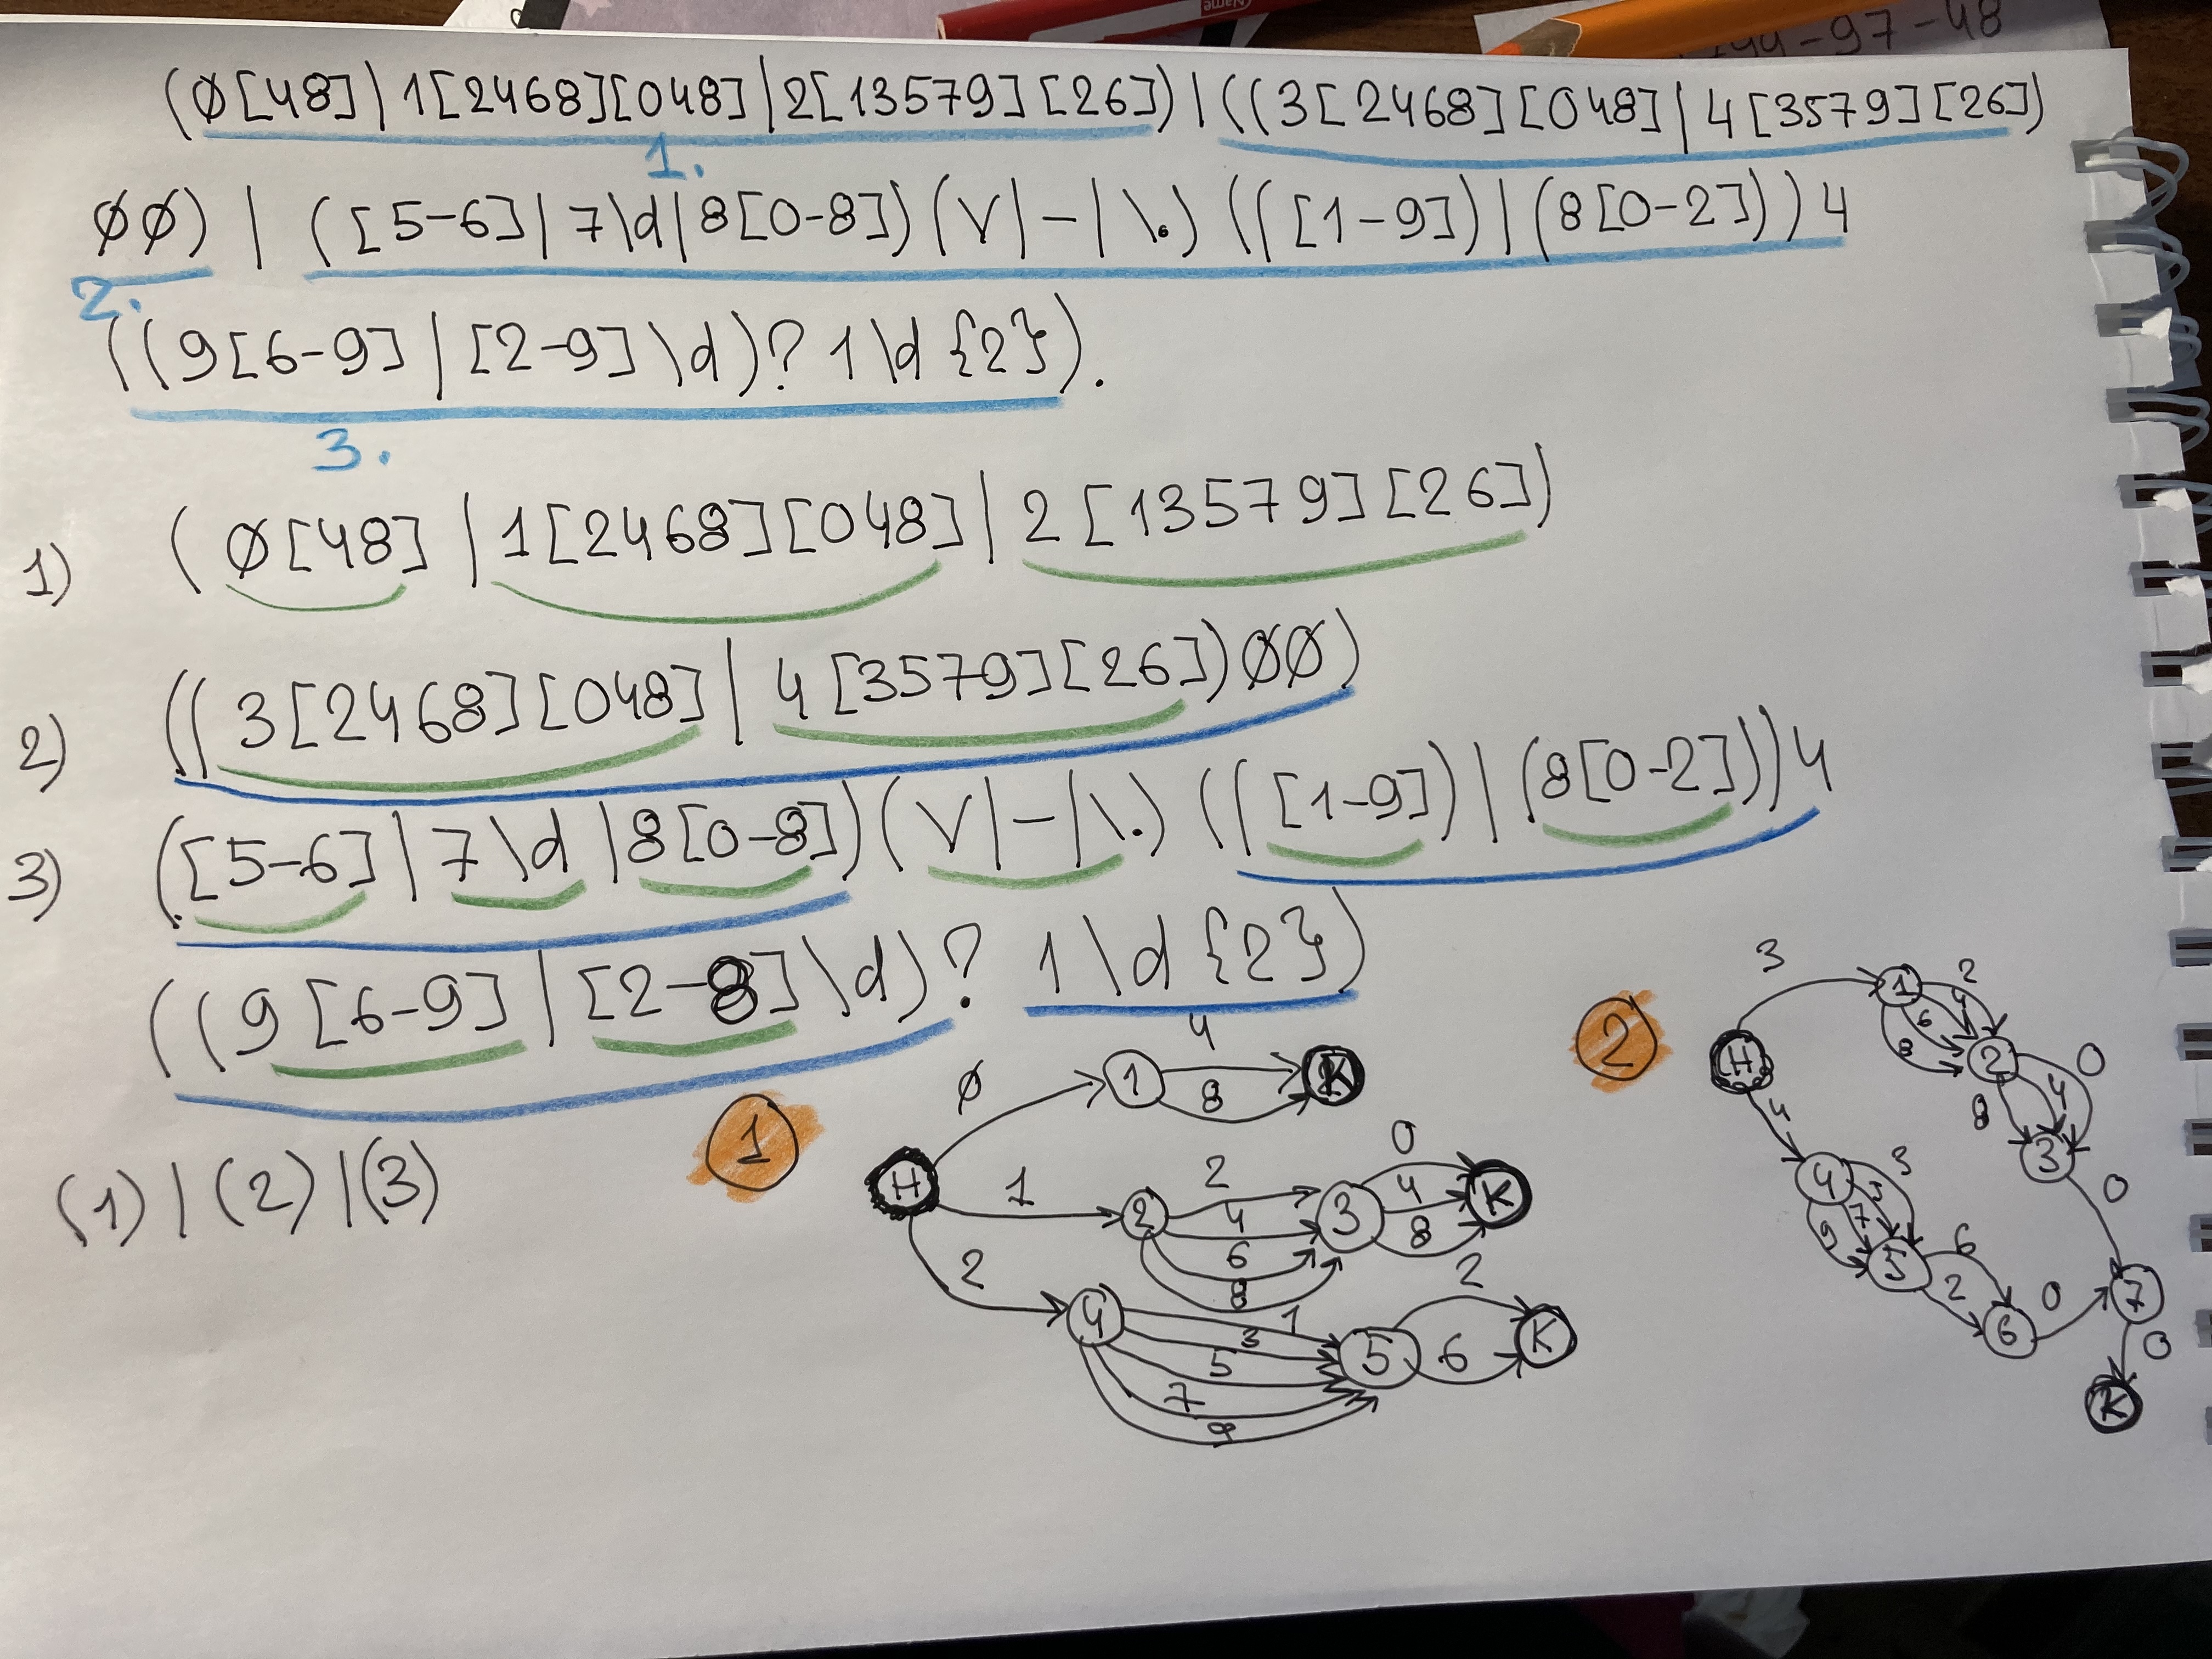 Name
744-97-48
(0[48]|1[2468][048]|2[13579][26])|((3[2468][048]|4[3579][26])
1.
00)|([5-6]|7\d|8[0-8])(\/|-|\.)(([1-9])|(8[0-2]))4
2.
((9[6-9]|[2-9]\d)?1\d{2}).
3.
1) (0[48]|1[2468][048]|2[13579][26])
2) ((3[2468][048]|4[3579][26])00)
3) ([5-6]|7\d|8[0-8])(\/|-|\.)(([1-9])|(8[0-2]))4
((9[6-9]|[2-8]\d)?1\d{2})
(1)|(2)|(3)
1
0 1 4 8 K
H 1 2 2 4 6 8 3 0 4 8 K
2 4 1 3 5 7 9 5 2 6 K
2
3 1 2 4 6 8 2 0 4 8 3 0
H 4 4 3 5 7 9 5 6 2 6 0 7 0 K